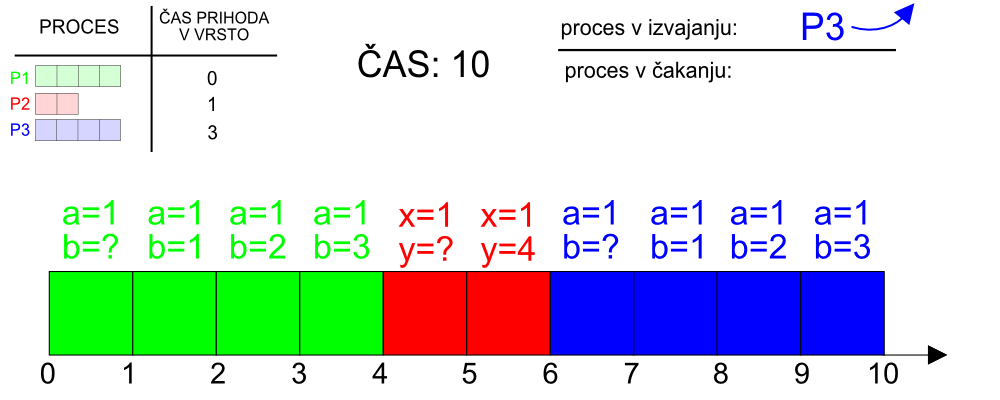 PROCES ČAS PRIHODA V VRSTO
P1 0
P2 1
P3 3
ČAS: 10
proces v izvajanju: P3
proces v čakanju:
a=1 a=1 a=1 a=1 x=1 x=1 a=1 a=1 a=1 a=1
b=? b=1 b=2 b=3 y=? y=4 b=? b=1 b=2 b=3
0 1 2 3 4 5 6 7 8 9 10